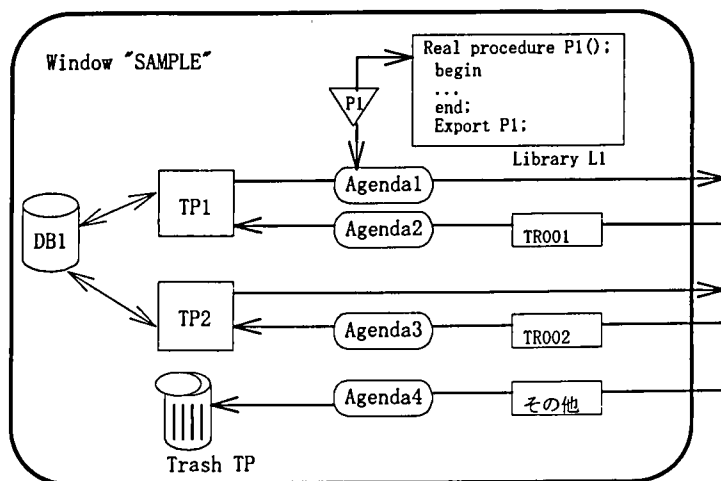 Window "SAMPLE"
Real procedure P1();
begin
...
end;
Export P1;
Library L1
P1
Agenda1
TP1
Agenda2
TR001
DB1
TP2
Agenda3
TR002
Agenda4
その他
Trash TP